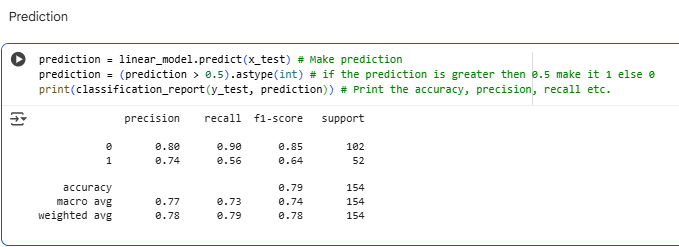 Prediction
prediction = linear_model.predict(x_test) # Make prediction
prediction = (prediction > 0.5).astype(int) # if the prediction is greater then 0.5 make it 1 else 0
print(classification_report(y_test, prediction)) # Print the accuracy, precision, recall etc.
precision recall f1-score support
0 0.80 0.90 0.85 102
1 0.74 0.56 0.64 52
accuracy 0.79 154
macro avg 0.77 0.73 0.74 154
weighted avg 0.78 0.79 0.78 154